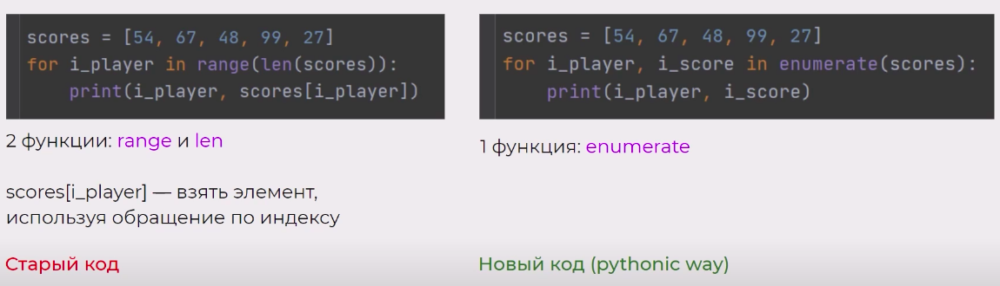 scores = [54, 67, 48, 99, 27]
for i_player in range(len(scores)):
    print(i_player, scores[i_player])
2 функции: range и len
scores[i_player] — взять элемент,
используя обращение по индексу
Старый код
scores = [54, 67, 48, 99, 27]
for i_player, i_score in enumerate(scores):
    print(i_player, i_score)
1 функция: enumerate
Новый код (pythonic way)